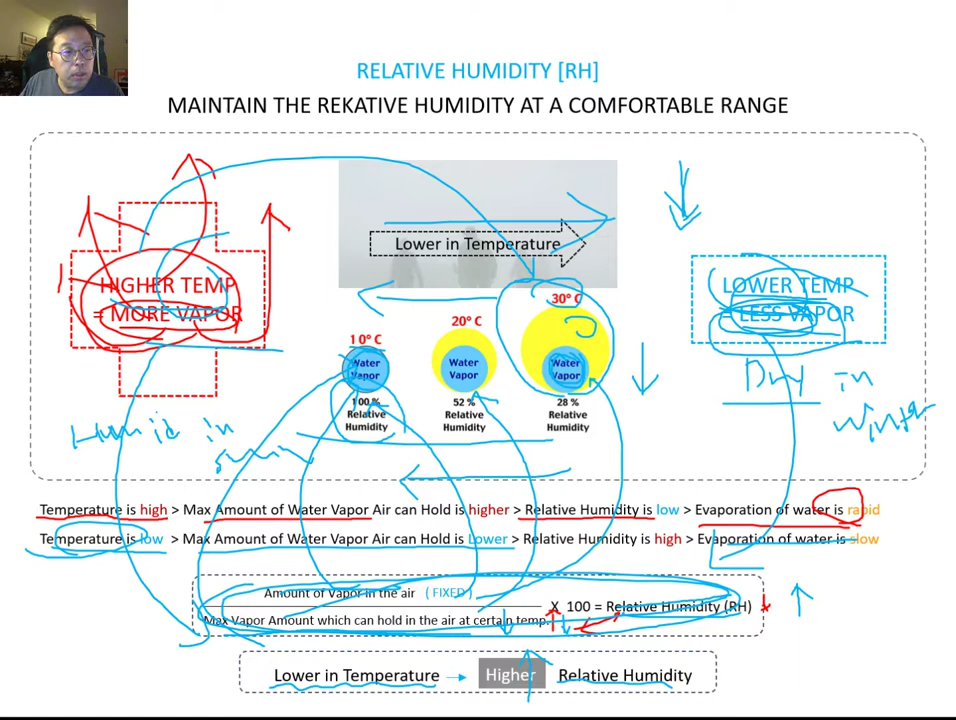 RELATIVE HUMIDITY [RH]
MAINTAIN THE REKATIVE HUMIDITY AT A COMFORTABLE RANGE
Lower in Temperature
HIGHER TEMP
= MORE VAPOR
LOWER TEMP
= LESS VAPOR
10° C
20° C
30° C
Water
Vapor
Water
Vapor
Water
Vapor
100 %
Relative
Humidity
52 %
Relative
Humidity
28 %
Relative
Humidity
Dry in
Winter
Humid in
Temperature is high > Max Amount of Water Vapor Air can Hold is higher > Relative Humidity is low > Evaporation of water is rapid
Temperature is low > Max Amount of Water Vapor Air can Hold is Lower > Relative Humidity is high > Evaporation of water is slow
Amount of Vapor in the air ( FIXED )
Max Vapor Amount which can hold in the air at certain temp.
X 100 = Relative Humidity (RH)
Lower in Temperature → Higher Relative Humidity